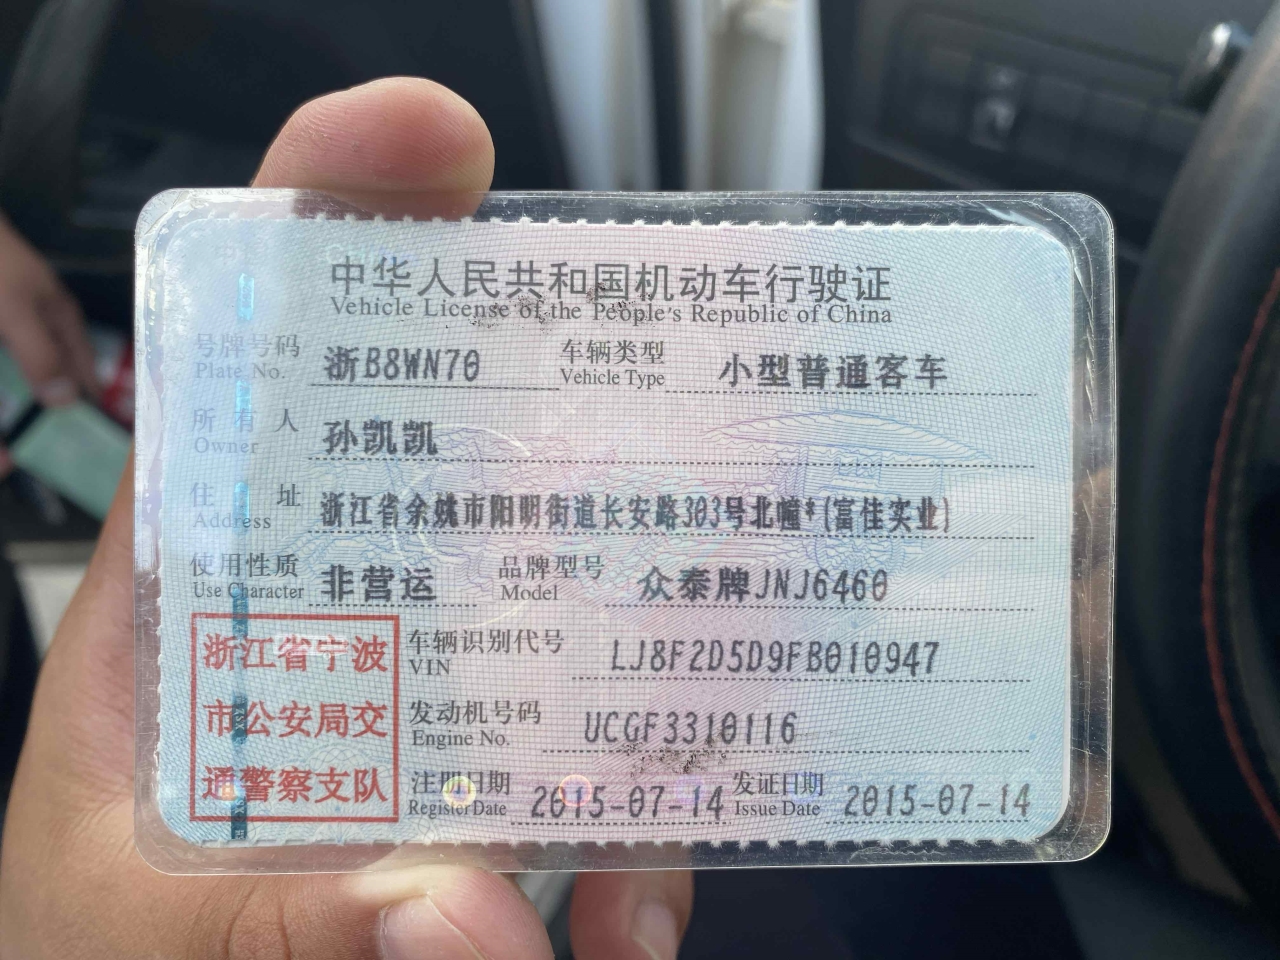 中华人民共和国机动车行驶证
Vehicle License of the People's Republic of China
号牌号码 浙B8WN70 车辆类型 小型普通客车
Plate No. Vehicle Type
所有人 孙凯凯
Owner
住址 浙江省余姚市阳明街道长安路303号北幢*(富佳实业)
Address
使用性质 非营运 品牌型号 众泰牌JNJ6460
Use Character Model
浙江省宁波
市公安局交
通警察支队
车辆识别代号 LJ8F2D5D9FB010947
VIN
发动机号码 UCGF3310116
Engine No.
注册日期 2015-07-14 发证日期 2015-07-14
Register Date Issue Date